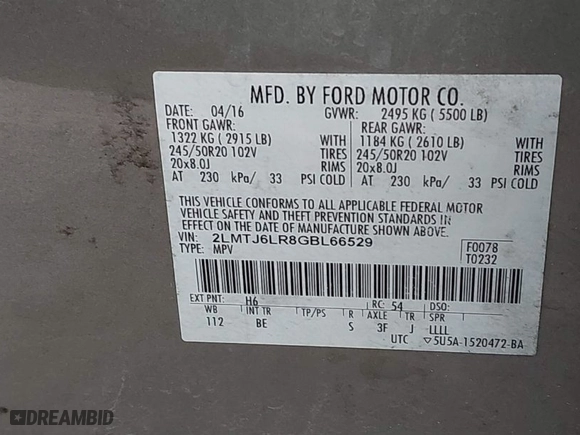 MFD. BY FORD MOTOR CO.
DATE: 04/16 GVWR: 2495 KG ( 5500 LB)
FRONT GAWR: REAR GAWR:
1322 KG ( 2915 LB) 1184 KG ( 2610 LB)
245/50R20 102V TIRES 245/50R20 102V TIRES
20x8.0J RIMS 20x8.0J RIMS
AT 230 kPa/ 33 PSI COLD AT 230 kPa/ 33 PSI COLD
THIS VEHICLE CONFORMS TO ALL APPLICABLE FEDERAL MOTOR
VEHICLE SAFETY AND THEFT PREVENTION STANDARDS IN
EFFECT ON THE DATE OF MANUFACTURE SHOWN ABOVE.
VIN: 2LMTJ6LR8GBL66529 F0078
TYPE: MPV T0232
EXT PNT: H6 RC: 54 DSO:
WB INT TR TP/PS R AXLE TR SPR
112 BE S 3F J LLLL
UTC ▽5U5A-1520472-BA
DREAMBID